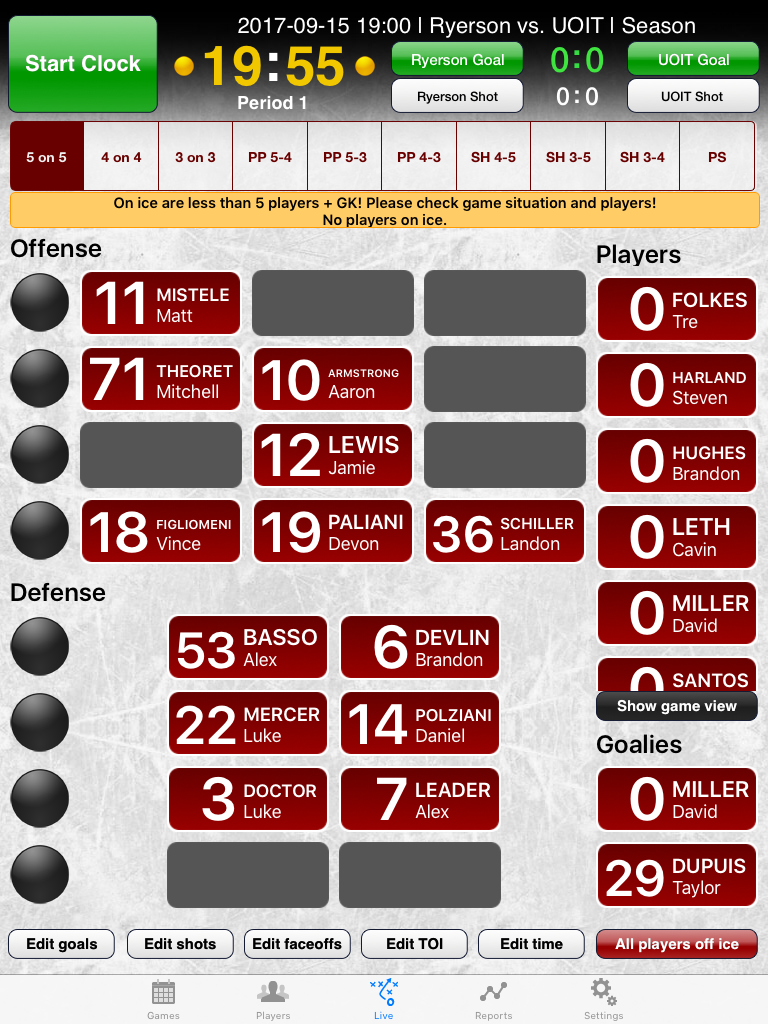 2017-09-15 19:00 | Ryerson vs. UOIT | Season
Start Clock
19:55
Period 1
Ryerson Goal
0:0
UOIT Goal
Ryerson Shot
0:0
UOIT Shot
5 on 5
4 on 4
3 on 3
PP 5-4
PP 5-3
PP 4-3
SH 4-5
SH 3-5
SH 3-4
PS
On ice are less than 5 players + GK! Please check game situation and players!
No players on ice.
Offense
11 MISTELE
Matt
71 THEORET
Mitchell
10 ARMSTRONG
Aaron
12 LEWIS
Jamie
18 FIGLIOMENI
Vince
19 PALIANI
Devon
36 SCHILLER
Landon
Defense
53 BASSO
Alex
6 DEVLIN
Brandon
22 MERCER
Luke
14 POLZIANI
Daniel
3 DOCTOR
Luke
7 LEADER
Alex
Players
0 FOLKES
Tre
0 HARLAND
Steven
0 HUGHES
Brandon
0 LETH
Cavin
0 MILLER
David
0 SANTOS
Show game view
Goalies
0 MILLER
David
29 DUPUIS
Taylor
Edit goals
Edit shots
Edit faceoffs
Edit TOI
Edit time
All players off ice
Games
Players
Live
Reports
Settings